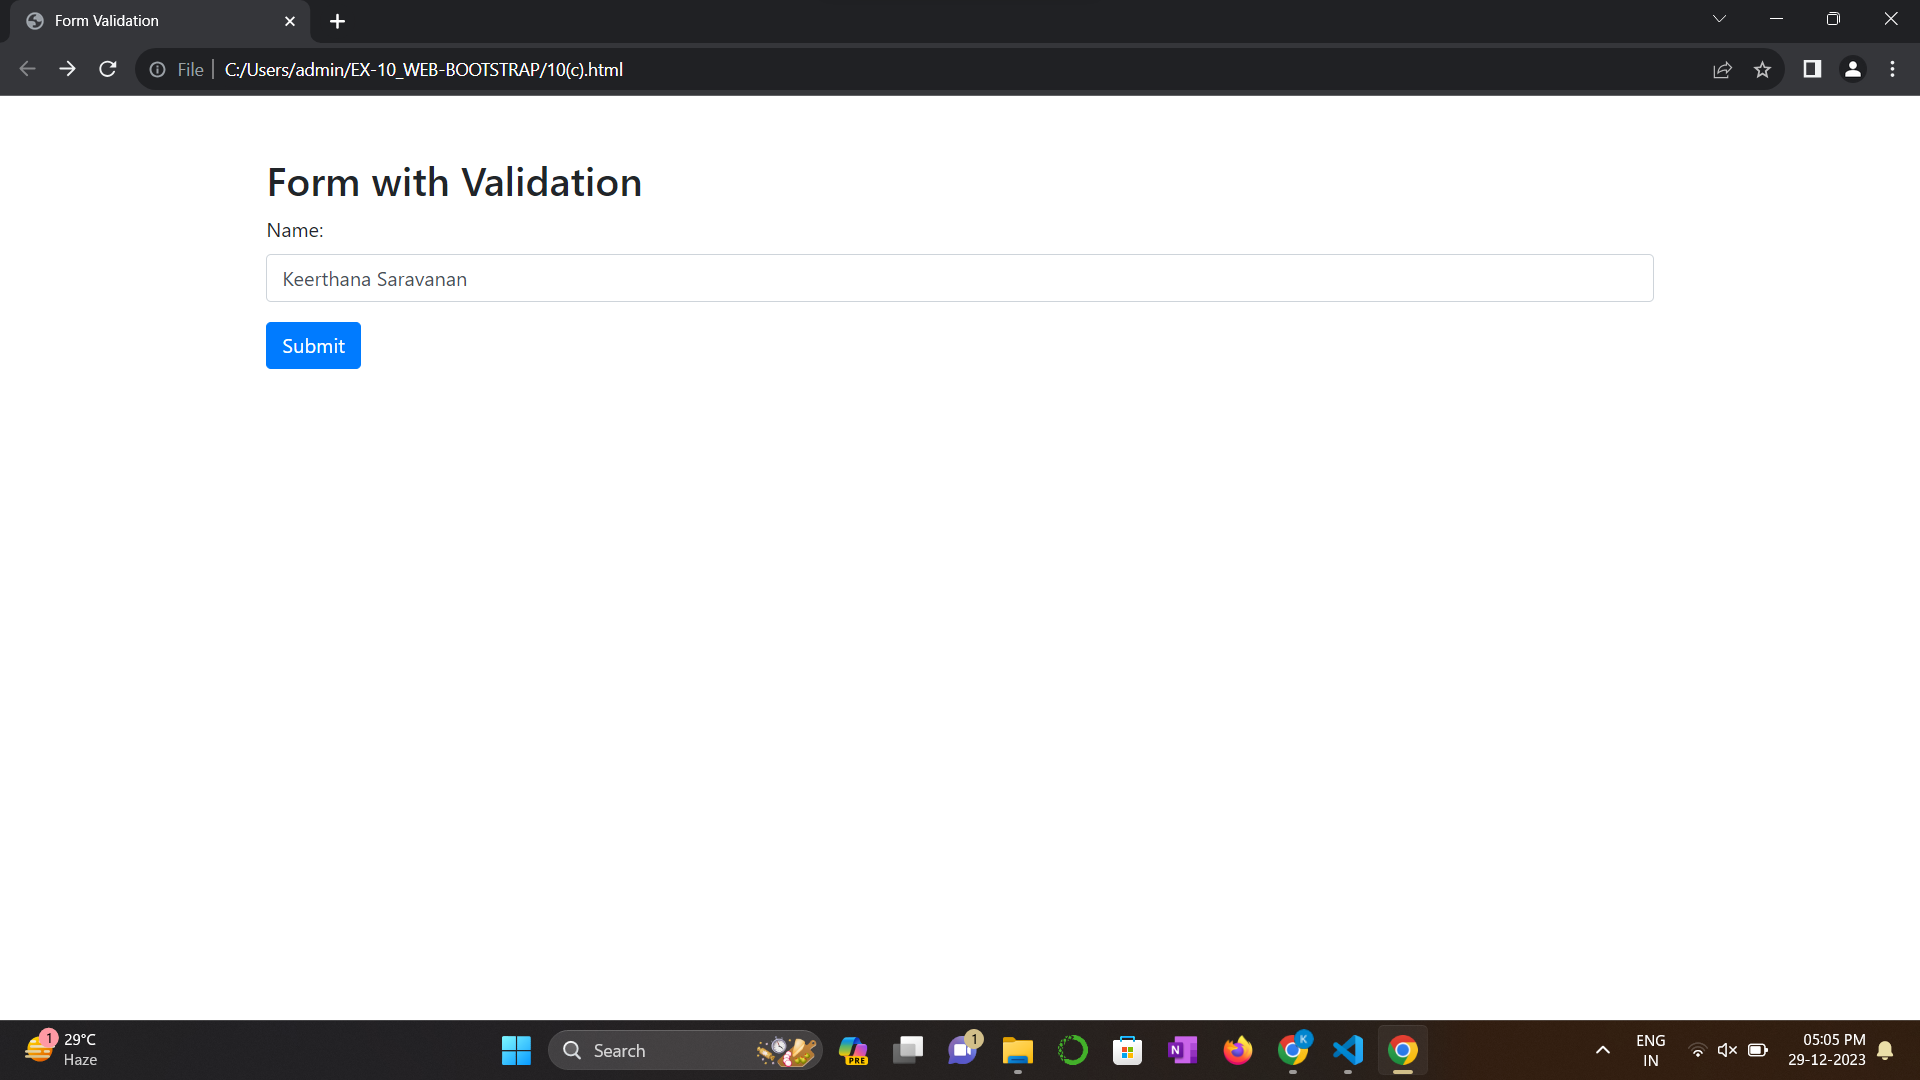 Form Validation
File
C:/Users/admin/EX-10_WEB-BOOTSTRAP/10(c).html
Form with Validation
Name:
Keerthana Saravanan
Submit
1
29°C
Haze
Search
PRE
1
N
K
ENG
IN
05:05 PM
29-12-2023